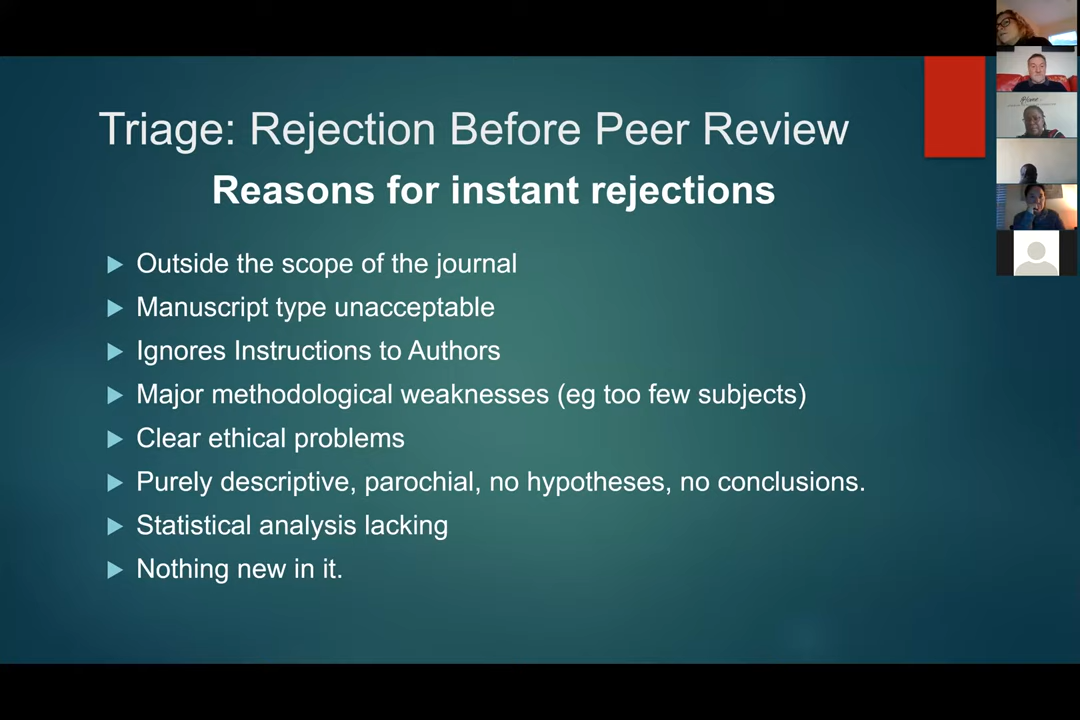 Triage: Rejection Before Peer Review
Reasons for instant rejections
Outside the scope of the journal
Manuscript type unacceptable
Ignores Instructions to Authors
Major methodological weaknesses (eg too few subjects)
Clear ethical problems
Purely descriptive, parochial, no hypotheses, no conclusions.
Statistical analysis lacking
Nothing new in it.